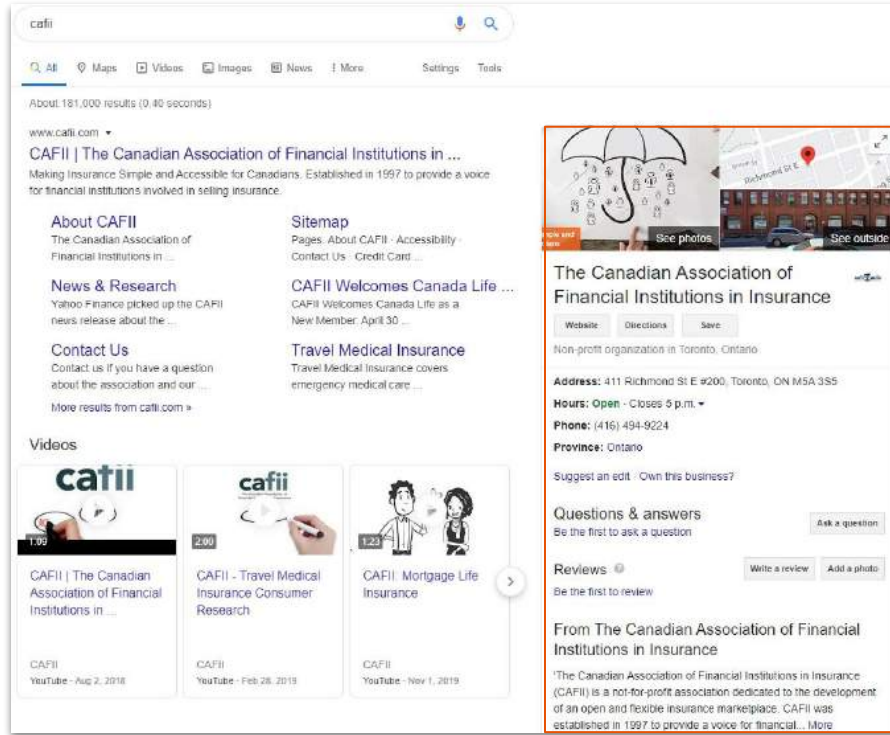 cafii
All Maps Videos Images News More Settings Tools
About 181,000 results (0.40 seconds)
www.cafii.com
CAFII | The Canadian Association of Financial Institutions in ...
Making Insurance Simple and Accessible for Canadians. Established in 1997 to provide a voice
for financial institutions involved in selling insurance.
About CAFII
The Canadian Association of
Financial Institutions in ...
Sitemap
Pages. About CAFII · Accessibility ·
Contact Us · Credit Card ...
News & Research
Yahoo Finance picked up the CAFII
news release about the ...
CAFII Welcomes Canada Life ...
CAFII Welcomes Canada Life as a
New Member. April 30 ...
Contact Us
Contact us if you have a question
about the association and our ...
Travel Medical Insurance
Travel Medical Insurance covers
emergency medical care ...
More results from cafii.com »
Videos
cafii
1:09
CAFII | The Canadian
Association of Financial
Institutions in ...
CAFII
YouTube - Aug 2, 2018
cafii
2:00
CAFII - Travel Medical
Insurance Consumer
Research
CAFII
YouTube - Feb 28, 2019
1:23
CAFII: Mortgage Life
Insurance
CAFII
YouTube - Nov 1, 2019
See photos
Richmond St E
See outside
The Canadian Association of
Financial Institutions in Insurance
Website Directions Save
Non-profit organization in Toronto, Ontario
Address: 411 Richmond St E #200, Toronto, ON M5A 3S5
Hours: Open · Closes 5 p.m.
Phone: (416) 494-9224
Province: Ontario
Suggest an edit · Own this business?
Questions & answers
Be the first to ask a question
Ask a question
Reviews
Write a review Add a photo
Be the first to review
From The Canadian Association of Financial
Institutions in Insurance
"The Canadian Association of Financial Institutions in Insurance
(CAFII) is a not-for-profit association dedicated to the development
of an open and flexible insurance marketplace. CAFII was
established in 1997 to provide a voice for financial... More